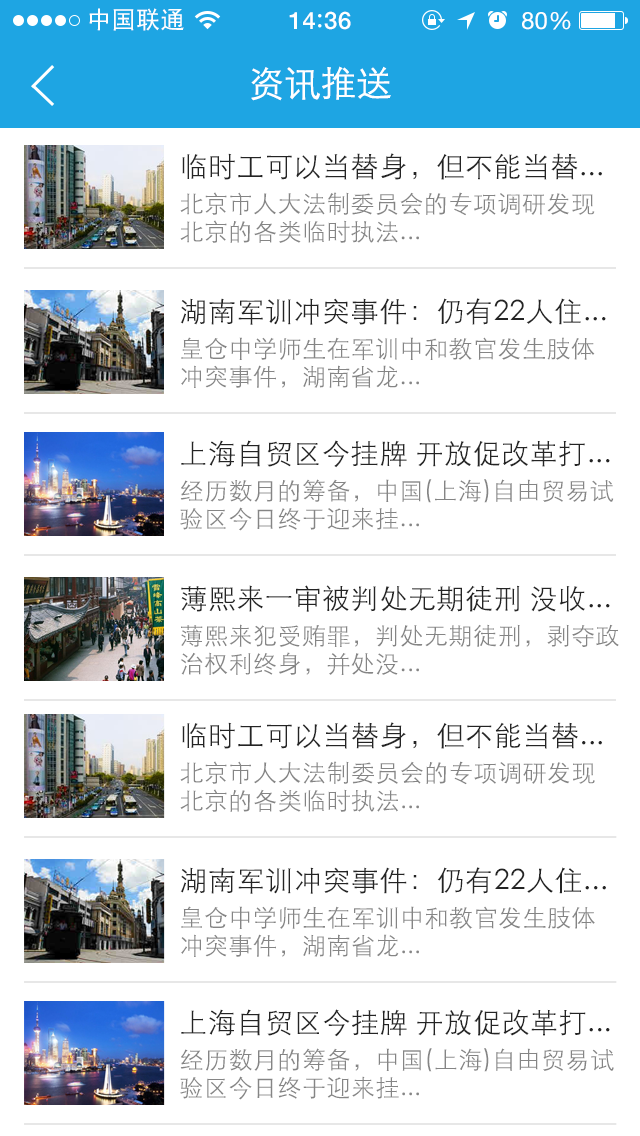 中国联通 14:36 80%
资讯推送
临时工可以当替身，但不能当替...
北京市人大法制委员会的专项调研发现
北京的各类临时执法...
湖南军训冲突事件：仍有22人住...
皇仓中学师生在军训中和教官发生肢体
冲突事件，湖南省龙...
上海自贸区今挂牌 开放促改革打...
经历数月的筹备，中国(上海)自由贸易试
验区今日终于迎来挂...
薄熙来一审被判处无期徒刑 没收...
薄熙来犯受贿罪，判处无期徒刑，剥夺政
治权利终身，并处没...
临时工可以当替身，但不能当替...
北京市人大法制委员会的专项调研发现
北京的各类临时执法...
湖南军训冲突事件：仍有22人住...
皇仓中学师生在军训中和教官发生肢体
冲突事件，湖南省龙...
上海自贸区今挂牌 开放促改革打...
经历数月的筹备，中国(上海)自由贸易试
验区今日终于迎来挂...